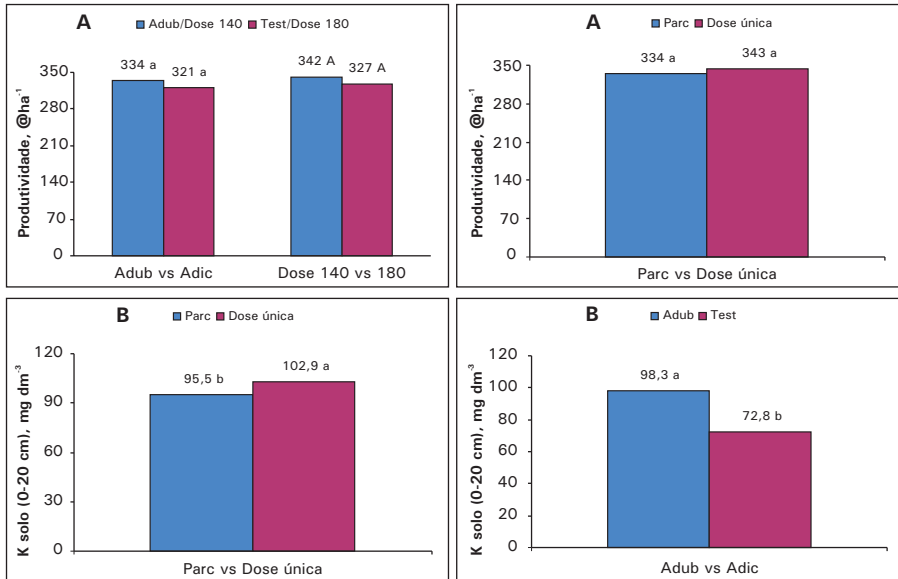 A
Adub/Dose 140 Test/Dose 180
Produtividade, @ha⁻¹
350
280
210
140
70
0
334 a
321 a
342 A
327 A
Adub vs Adic
Dose 140 vs 180
A
Parc Dose única
Produtividade, @ha⁻¹
350
280
210
140
70
0
334 a
343 a
Parc vs Dose única
B
Parc Dose única
K solo (0-20 cm), mg dm⁻³
120
90
60
30
0
95,5 b
102,9 a
Parc vs Dose única
B
Adub Test
K solo (0-20 cm), mg dm⁻³
120
100
80
60
40
20
0
98,3 a
72,8 b
Adub vs Adic